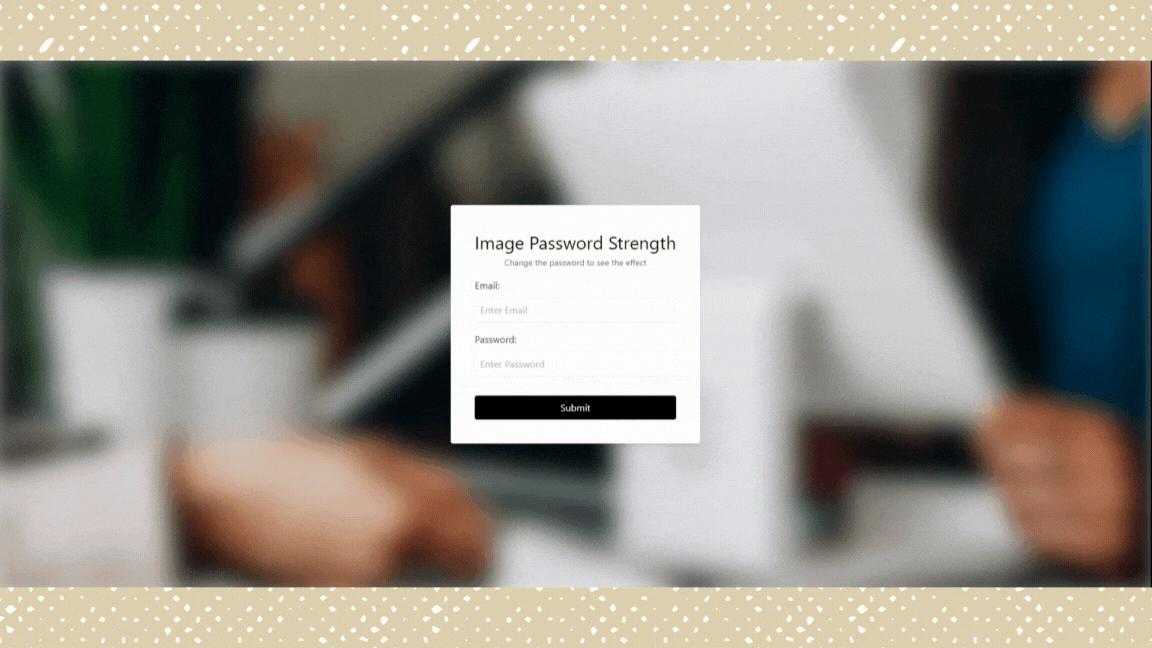 Image Password Strength
Change the password to see the effect
Email:
Enter Email
Password:
Enter Password
Submit